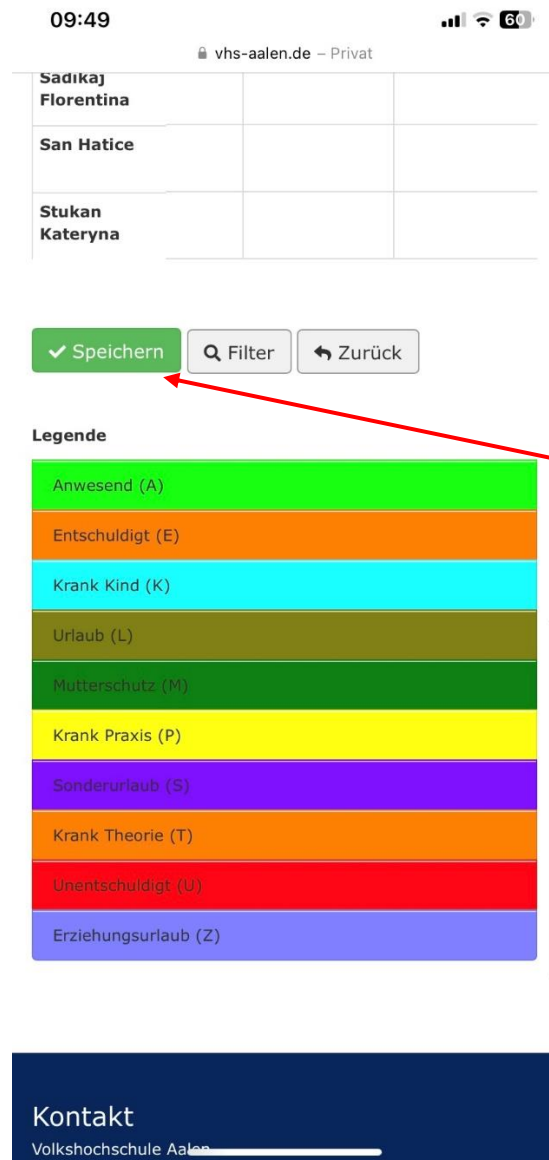 09:49
60
vhs-aalen.de – Privat
Sadikaj
Florentina
San Hatice
Stukan
Kateryna
Speichern
Filter
Zurück
Legende
Anwesend (A)
Entschuldigt (E)
Krank Kind (K)
Urlaub (L)
Mutterschutz (M)
Krank Praxis (P)
Sonderurlaub (S)
Krank Theorie (T)
Unentschuldigt (U)
Erziehungsurlaub (Z)
Kontakt
Volkshochschule Aalen